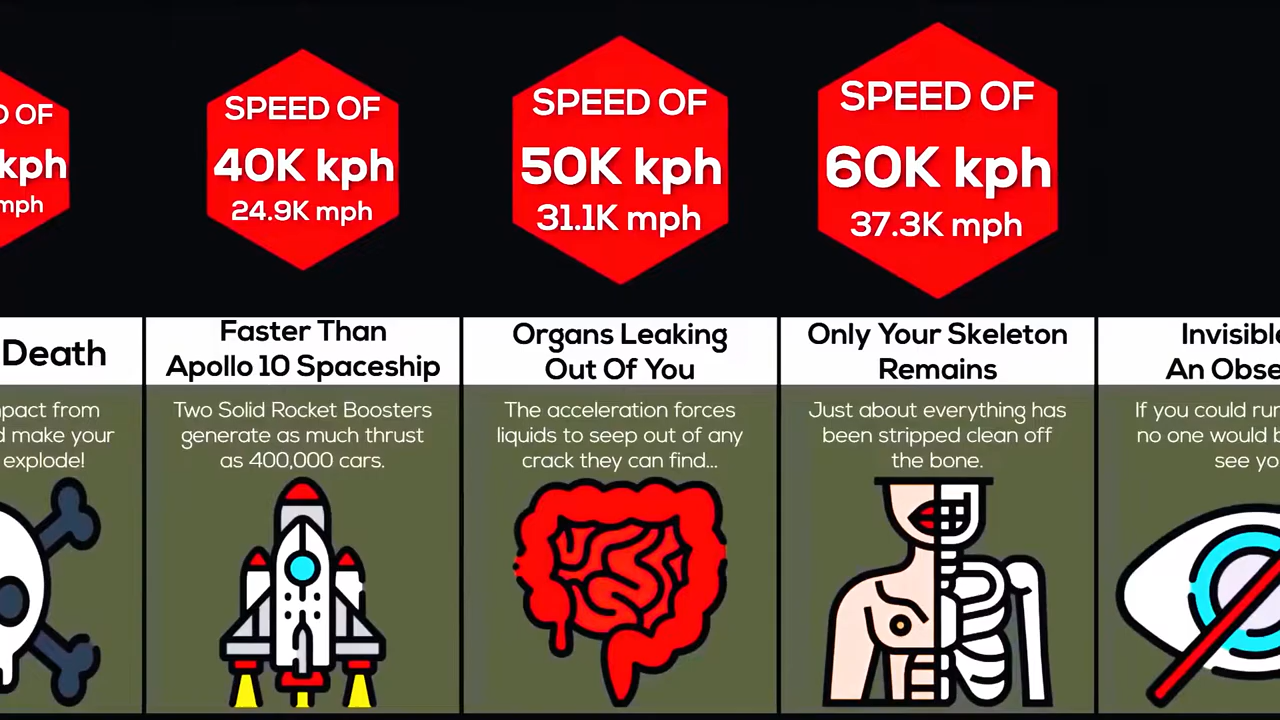 OF
kph
mph
Death
from
make your
explode!
SPEED OF
40K kph
24.9K mph
Faster Than
Apollo 10 Spaceship
Two Solid Rocket Boosters
generate as much thrust
as 400,000 cars.
SPEED OF
50K kph
31.1K mph
Organs Leaking
Out Of You
The acceleration forces
liquids to seep out of any
crack they can find...
SPEED OF
60K kph
37.3K mph
Only Your Skeleton
Remains
Just about everything has
been stripped clean off
the bone.
Invisible
An
If you could run
no one would
see